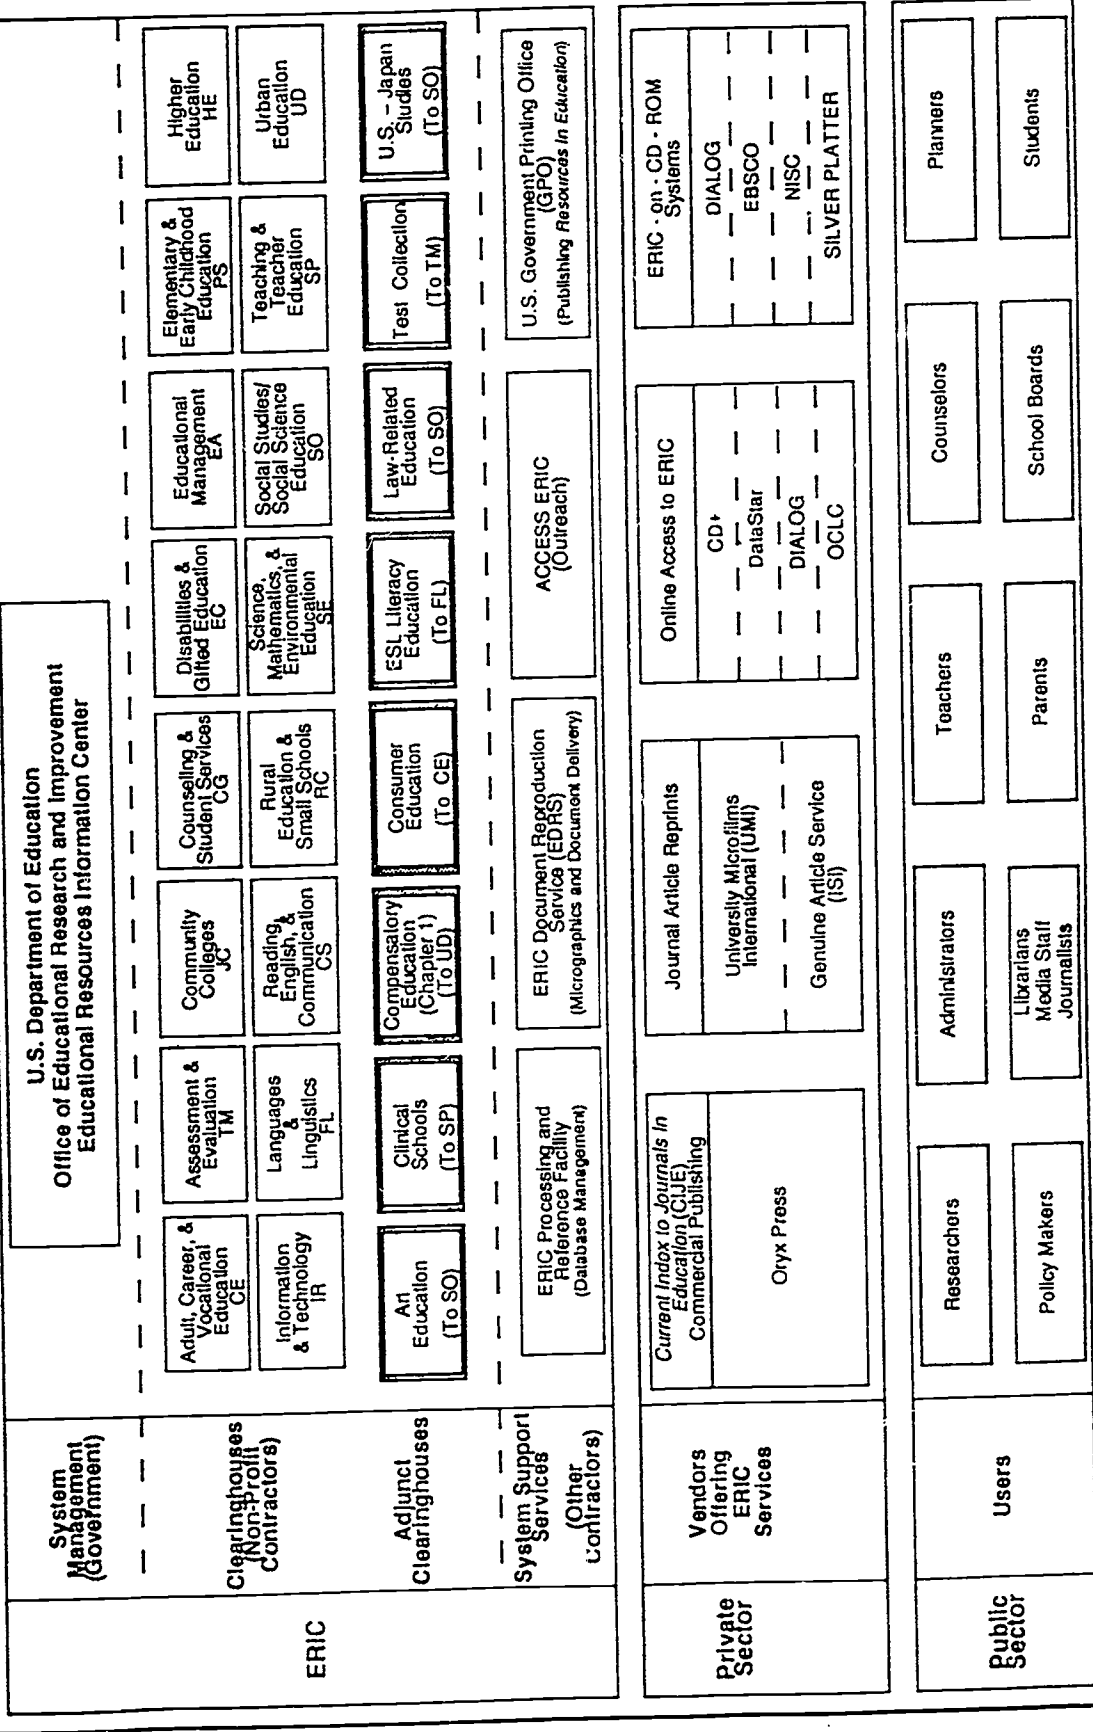 ERIC
System
Management
(Government)
U.S. Department of Education
Office of Educational Research and Improvement
Educational Resources Information Center
Clearinghouses
(Non-Profit
Contractors)
Adult, Career, &
Vocational
Education
CE
Assessment &
Evaluation
TM
Community
Colleges
JC
Counseling &
Student Services
CG
Disabilities &
Gifted Education
EC
Educational
Management
EA
Elementary &
Early Childhood
Education
PS
Higher
Education
HE
Information
& Technology
IR
Languages
&
Linguistics
FL
Reading,
English, &
Communication
CS
Rural
Education &
Small Schools
RC
Science,
Mathematics, &
Environmental
Education
SE
Social Studies/
Social Science
Education
SO
Teaching &
Teacher
Education
SP
Urban
Education
UD
Adjunct
Clearinghouses
Art
Education
(To SO)
Clinical
Schools
(To SP)
Compensatory
Education
(Chapter 1)
(To UD)
Consumer
Education
(To CE)
ESL Literacy
Education
(To FL)
Law-Related
Education
(To SO)
Test Collection
(To TM)
U.S. - Japan
Studies
(To SO)
System Support
Services
(Other
Contractors)
ERIC Processing and
Reference Facility
(Database Management)
ERIC Document Reproduction
Service (EDRS)
(Micrographics and Document Delivery)
ACCESS ERIC
(Outreach)
U.S. Government Printing Office
(GPO)
(Publishing Resources In Education)
Private
Sector
Vendors
Offering
ERIC
Services
Current Index to Journals In
Education (CIJE)
Commercial Publishing
Oryx Press
Journal Article Reprints
University Microfilms
International (UMI)
Genuine Article Service
(ISI)
Online Access to ERIC
CD+
DataStar
DIALOG
OCLC
ERIC - on - CD - ROM
Systems
DIALOG
EBSCO
NISC
SILVER PLATTER
Public
Sector
Users
Researchers
Administrators
Teachers
Counselors
Planners
Policy Makers
Librarians
Media Staff
Journalists
Parents
School Boards
Students